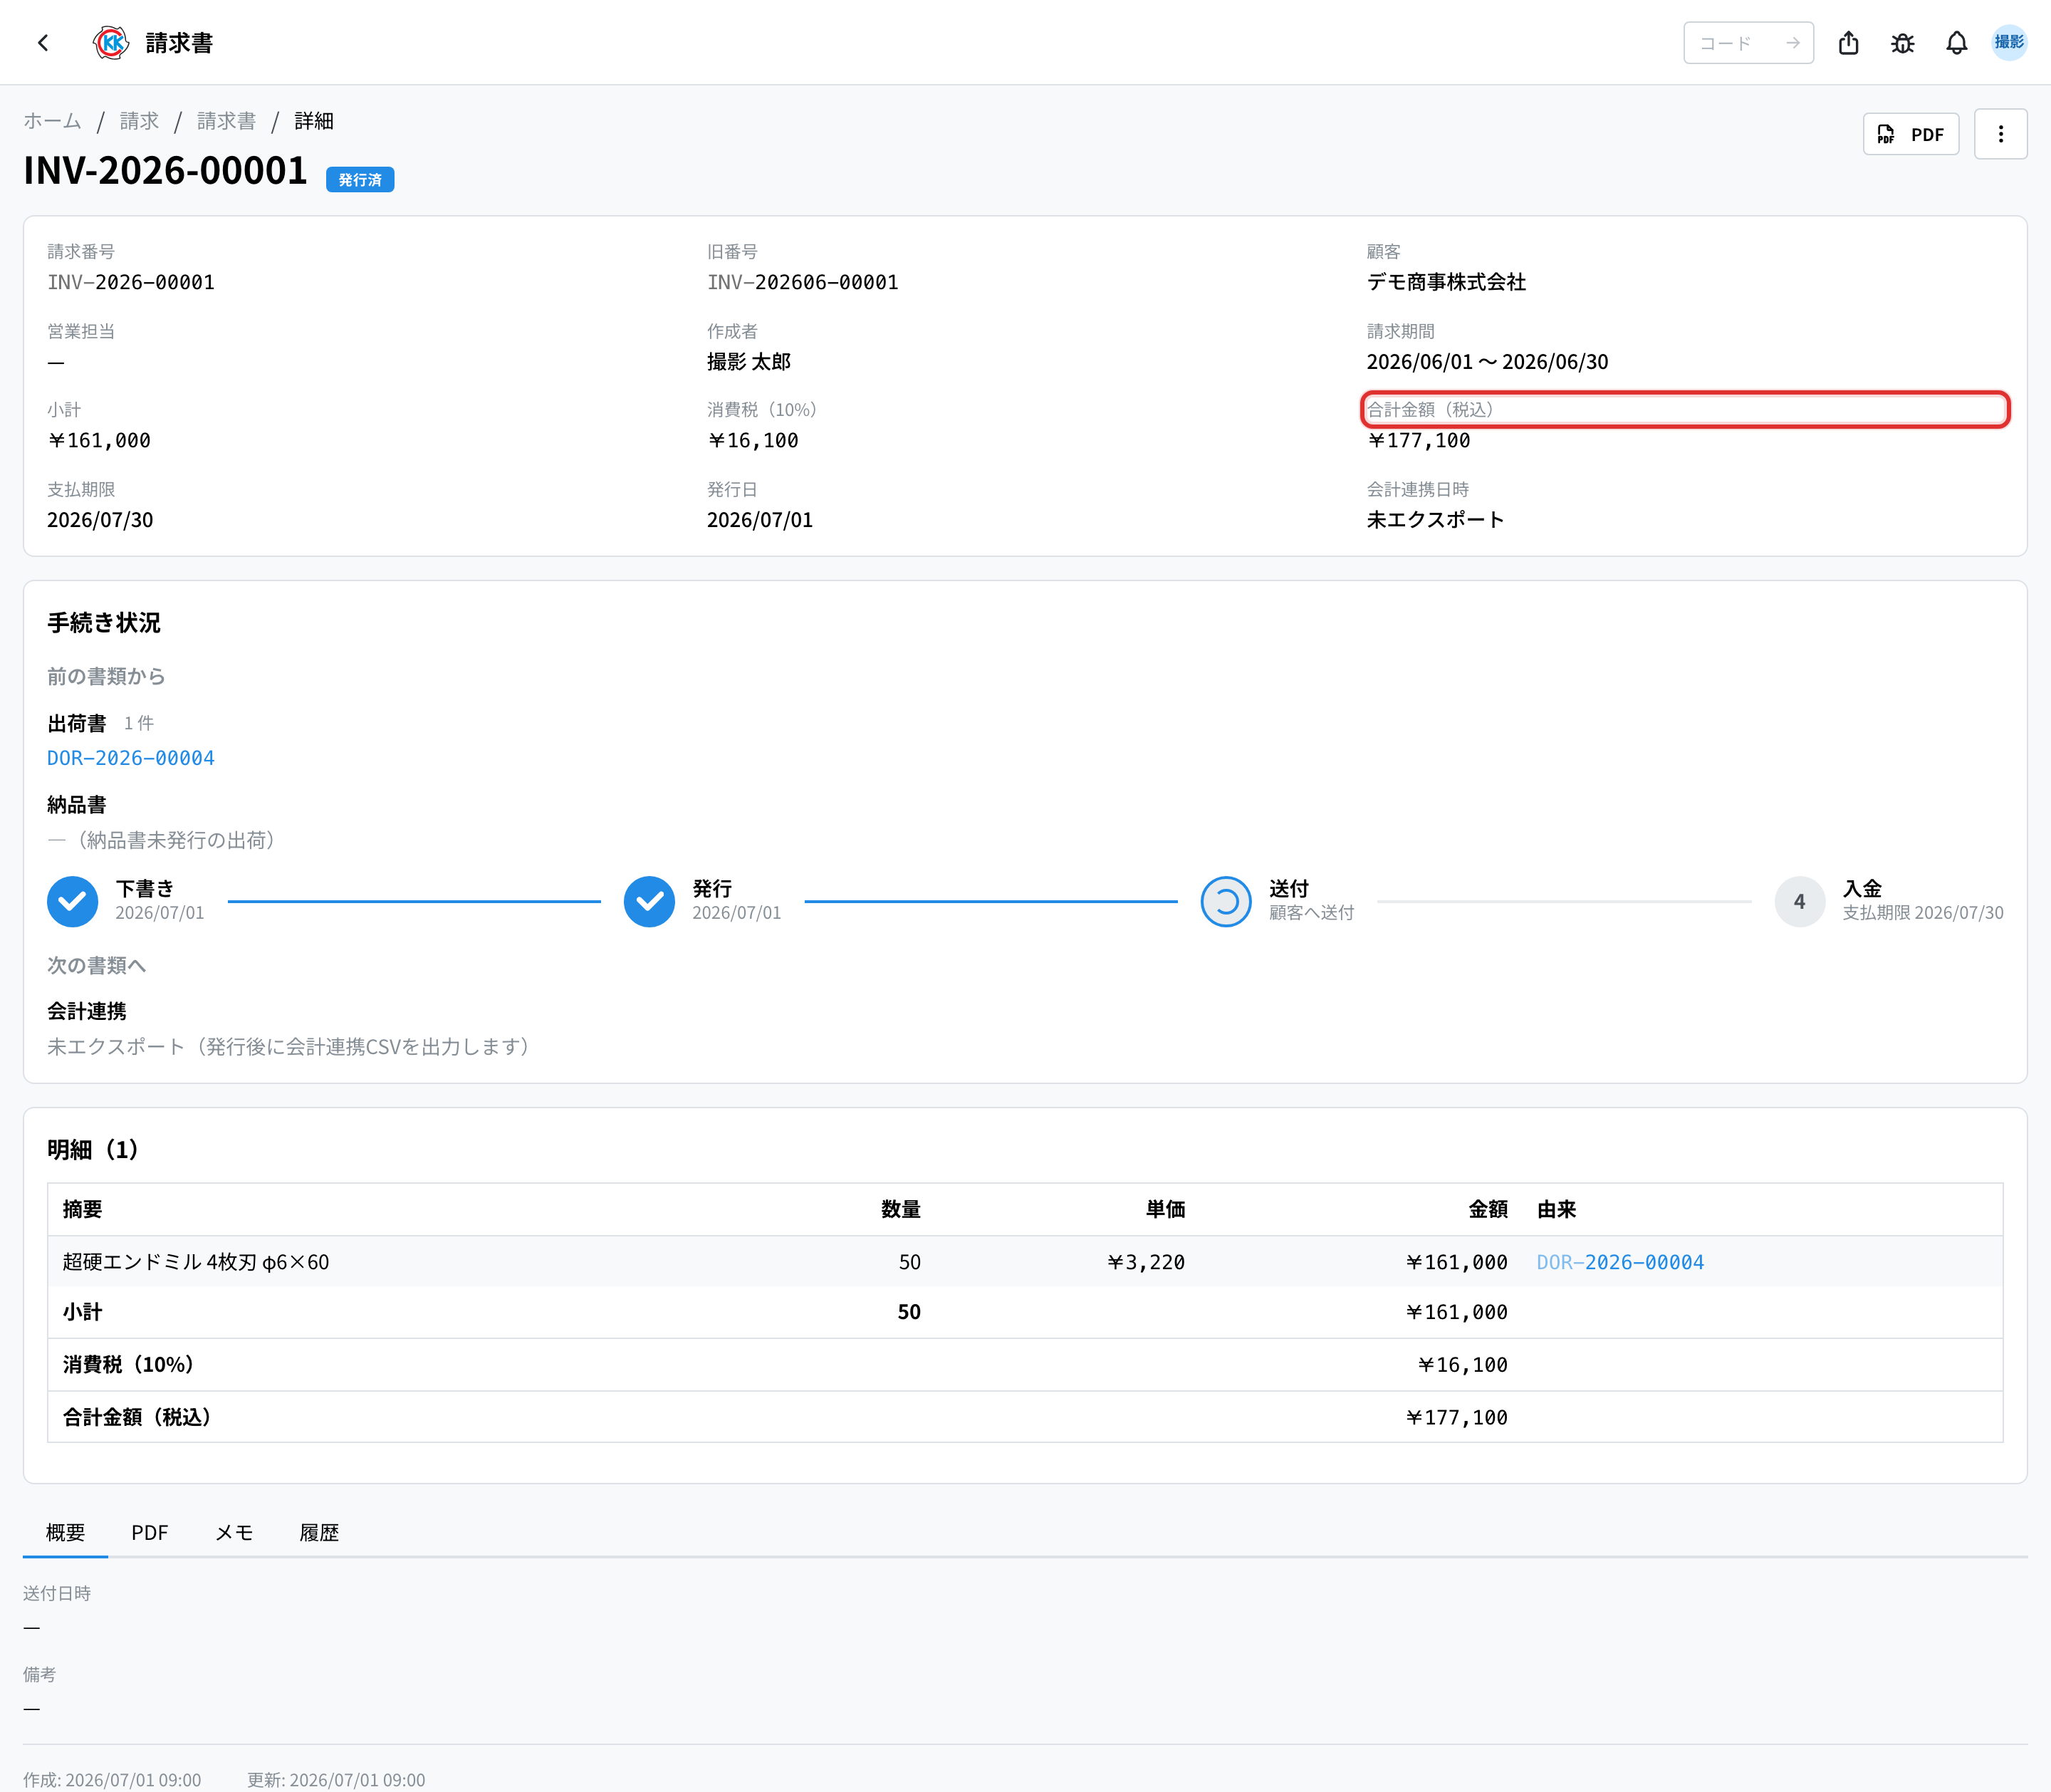 KK 請求書 コード 撮影
ホーム / 請求 / 請求書 / 詳細
PDF PDF
INV-2026-00001 発行済
請求番号 旧番号 顧客
INV-2026-00001 INV-202606-00001 デモ商事株式会社
営業担当 作成者 請求期間
— 撮影 太郎 2026/06/01 〜 2026/06/30
小計 消費税（10%） 合計金額（税込）
¥161,000 ¥16,100 ¥177,100
支払期限 発行日 会計連携日時
2026/07/30 2026/07/01 未エクスポート
手続き状況
前の書類から
出荷書 1 件
DOR-2026-00004
納品書
—（納品書未発行の出荷）
下書き 発行 送付 4 入金
2026/07/01 2026/07/01 顧客へ送付 支払期限 2026/07/30
次の書類へ
会計連携
未エクスポート（発行後に会計連携CSVを出力します）
明細（1）
摘要 数量 単価 金額 由来
超硬エンドミル 4枚刃 φ6×60 50 ¥3,220 ¥161,000 DOR-2026-00004
小計 50 ¥161,000
消費税（10%） ¥16,100
合計金額（税込） ¥177,100
概要 PDF メモ 履歴
送付日時
—
備考
—
作成: 2026/07/01 09:00 更新: 2026/07/01 09:00